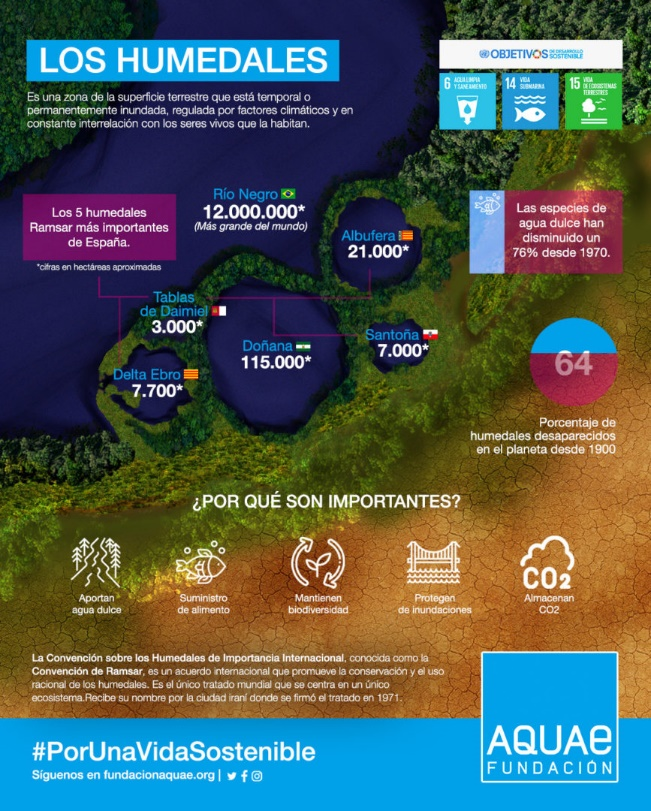 LOS HUMEDALES
Es una zona de la superficie terrestre que está temporal o
permanentemente inundada, regulada por factores climáticos y en
constante interrelación con los seres vivos que la habitan.
OBJETIVOS DE DESARROLLO
SOSTENIBLE
6 AGUA LIMPIA
Y SANEAMIENTO
14 VIDA
SUBMARINA
15 VIDA
DE ECOSISTEMAS
TERRESTRES
Los 5 humedales
Ramsar más importantes
de España.
*cifras en hectáreas aproximadas
Río Negro
12.000.000*
(Más grande del mundo)
Albufera
21.000*
Las especies de
agua dulce han
disminuido un
76% desde 1970.
Tablas
de Daimiel
3.000*
Doñana
115.000*
Santoña
7.000*
Delta Ebro
7.700*
64
Porcentaje de
humedales desaparecidos
en el planeta desde 1900
¿POR QUÉ SON IMPORTANTES?
Aportan
agua dulce
Suministro
de alimento
Mantienen
biodiversidad
Protegen
de inundaciones
CO2
Almacenan
CO2
La Convención sobre los Humedales de Importancia Internacional, conocida como la
Convención de Ramsar, es un acuerdo internacional que promueve la conservación y el uso
racional de los humedales. Es el único tratado mundial que se centra en un único
ecosistema.Recibe su nombre por la ciudad iraní donde se firmó el tratado en 1971.
#PorUnaVidaSostenible
Síguenos en fundacionaquae.org |
AQUAe
FUNDACIÓN